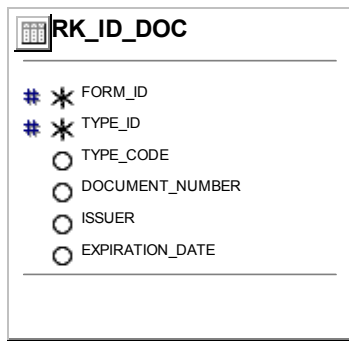 RK_ID_DOC
# * FORM_ID
# * TYPE_ID
TYPE_CODE
DOCUMENT_NUMBER
ISSUER
EXPIRATION_DATE